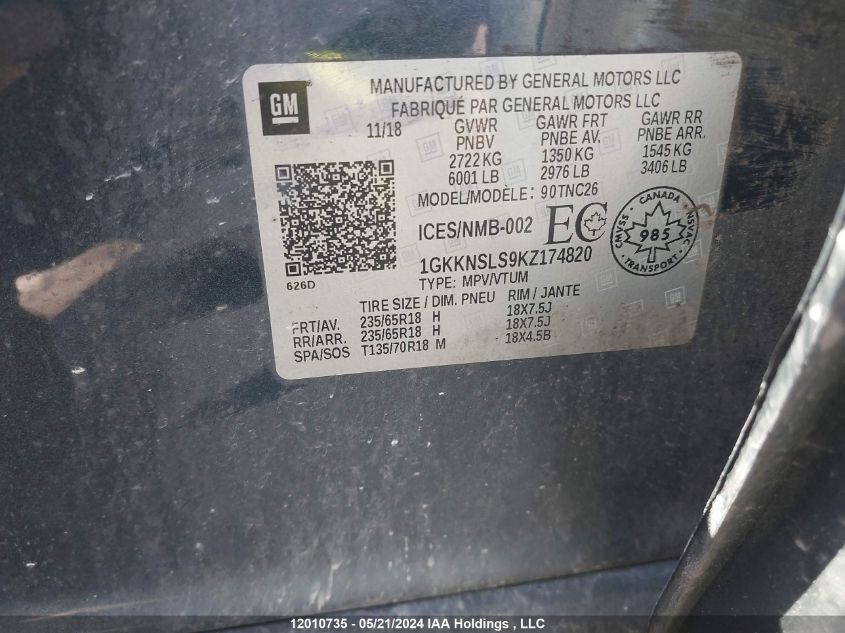 GM
MANUFACTURED BY GENERAL MOTORS LLC
FABRIQUÉ PAR GENERAL MOTORS LLC
11/18 GVWR GAWR FRT GAWR RR
PNBV PNBE AV. PNBE ARR.
2722 KG 1350 KG 1545 KG
6001 LB 2976 LB 3406 LB
MODEL/MODÈLE: 90TNC26
ICES/NMB-002 EC
CANADA
CMVSS 985 NSVAC
1GKKNSLS9KZ174820
626D
TYPE: MPV/VTUM
TIRE SIZE / DIM. PNEU RIM / JANTE
FRT/AV. 235/65R18 H 18X7.5J
RR/ARR. 235/65R18 H 18X7.5J
SPA/SOS T135/70R18 M 18X4.5B
12010735 - 05/21/2024 IAA Holdings , LLC